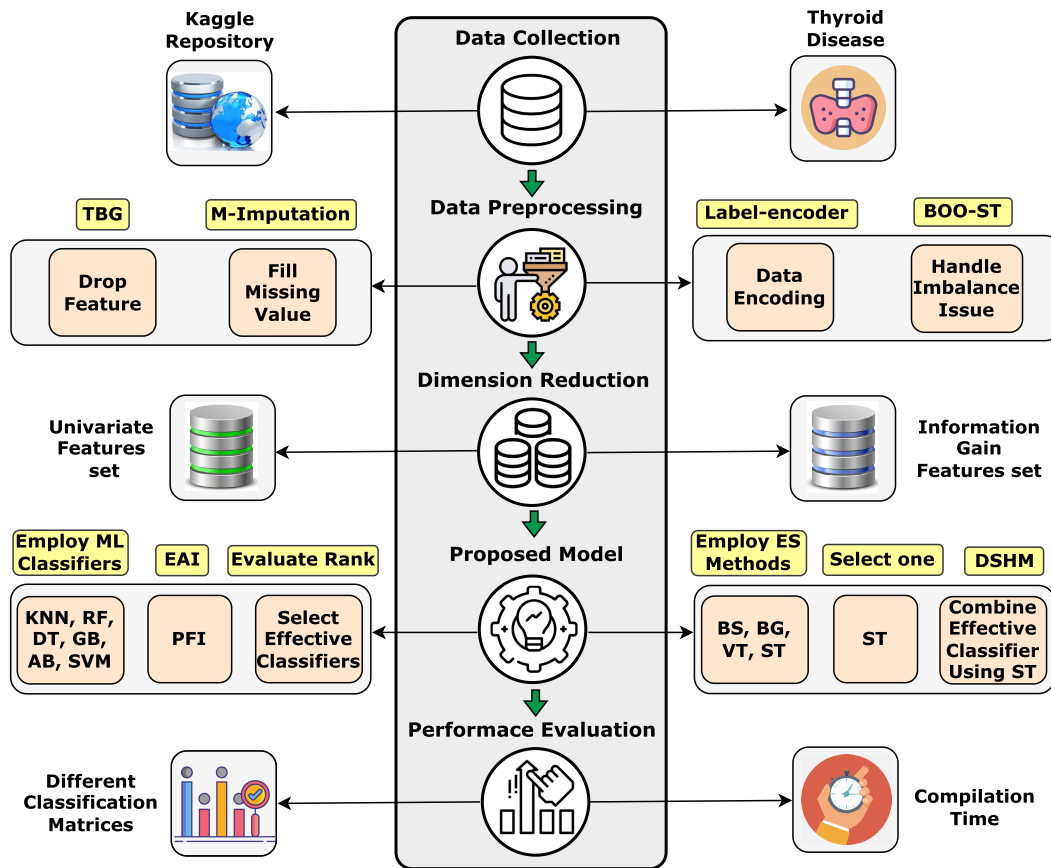 Kaggle
Repository
Data Collection
Thyroid
Disease
Data Preprocessing
TBG
M-Imputation
Drop
Feature
Fill
Missing
Value
Label-encoder
BOO-ST
Data
Encoding
Handle
Imbalance
Issue
Dimension Reduction
Univariate
Features
set
Information
Gain
Features set
Proposed Model
Employ ML
Classifiers
EAI
Evaluate Rank
KNN, RF,
DT, GB,
AB, SVM
PFI
Select
Effective
Classifiers
Employ ES
Methods
Select one
DSHM
BS, BG,
VT, ST
ST
Combine
Effective
Classifier
Using ST
Performace Evaluation
Different
Classification
Matrices
Compilation
Time